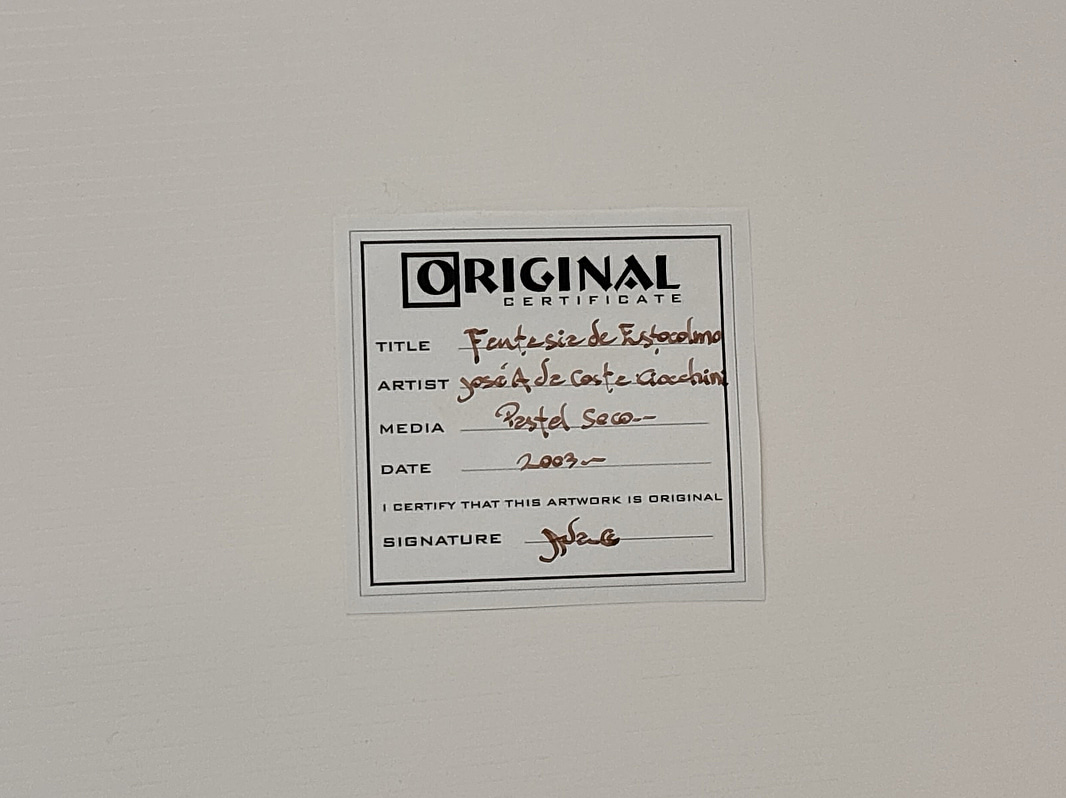 ORIGINAL
CERTIFICATE
TITLE Fantasia de Estocolmo
ARTIST José A da Costa Ciocchini
MEDIA Pastel Seco
DATE 2003
I CERTIFY THAT THIS ARTWORK IS ORIGINAL
SIGNATURE